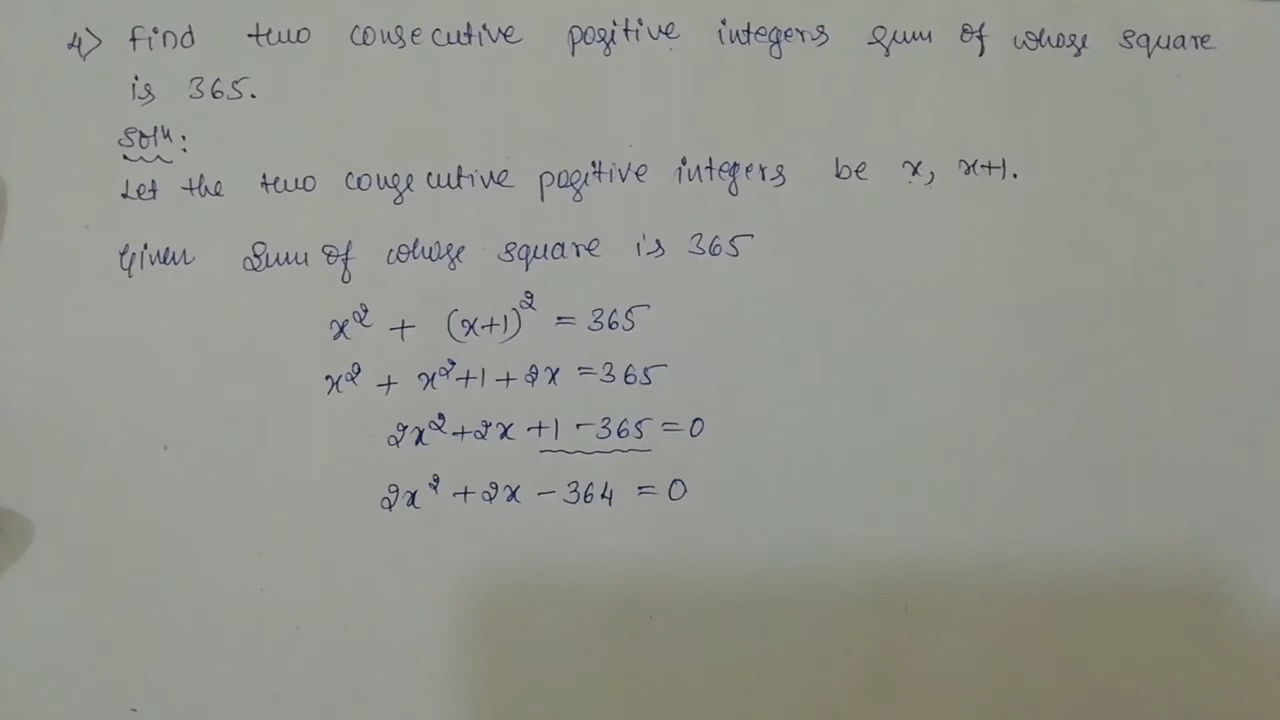 4) Find two consecutive positive integers sum of whose square
is 365.
Soln:
Let the two consecutive positive integers be x, x+1.
Given Sum of whose square is 365
x² + (x+1)² = 365
x² + x²+1+2x =365
2x²+2x+1-365=0
2x²+2x-364=0